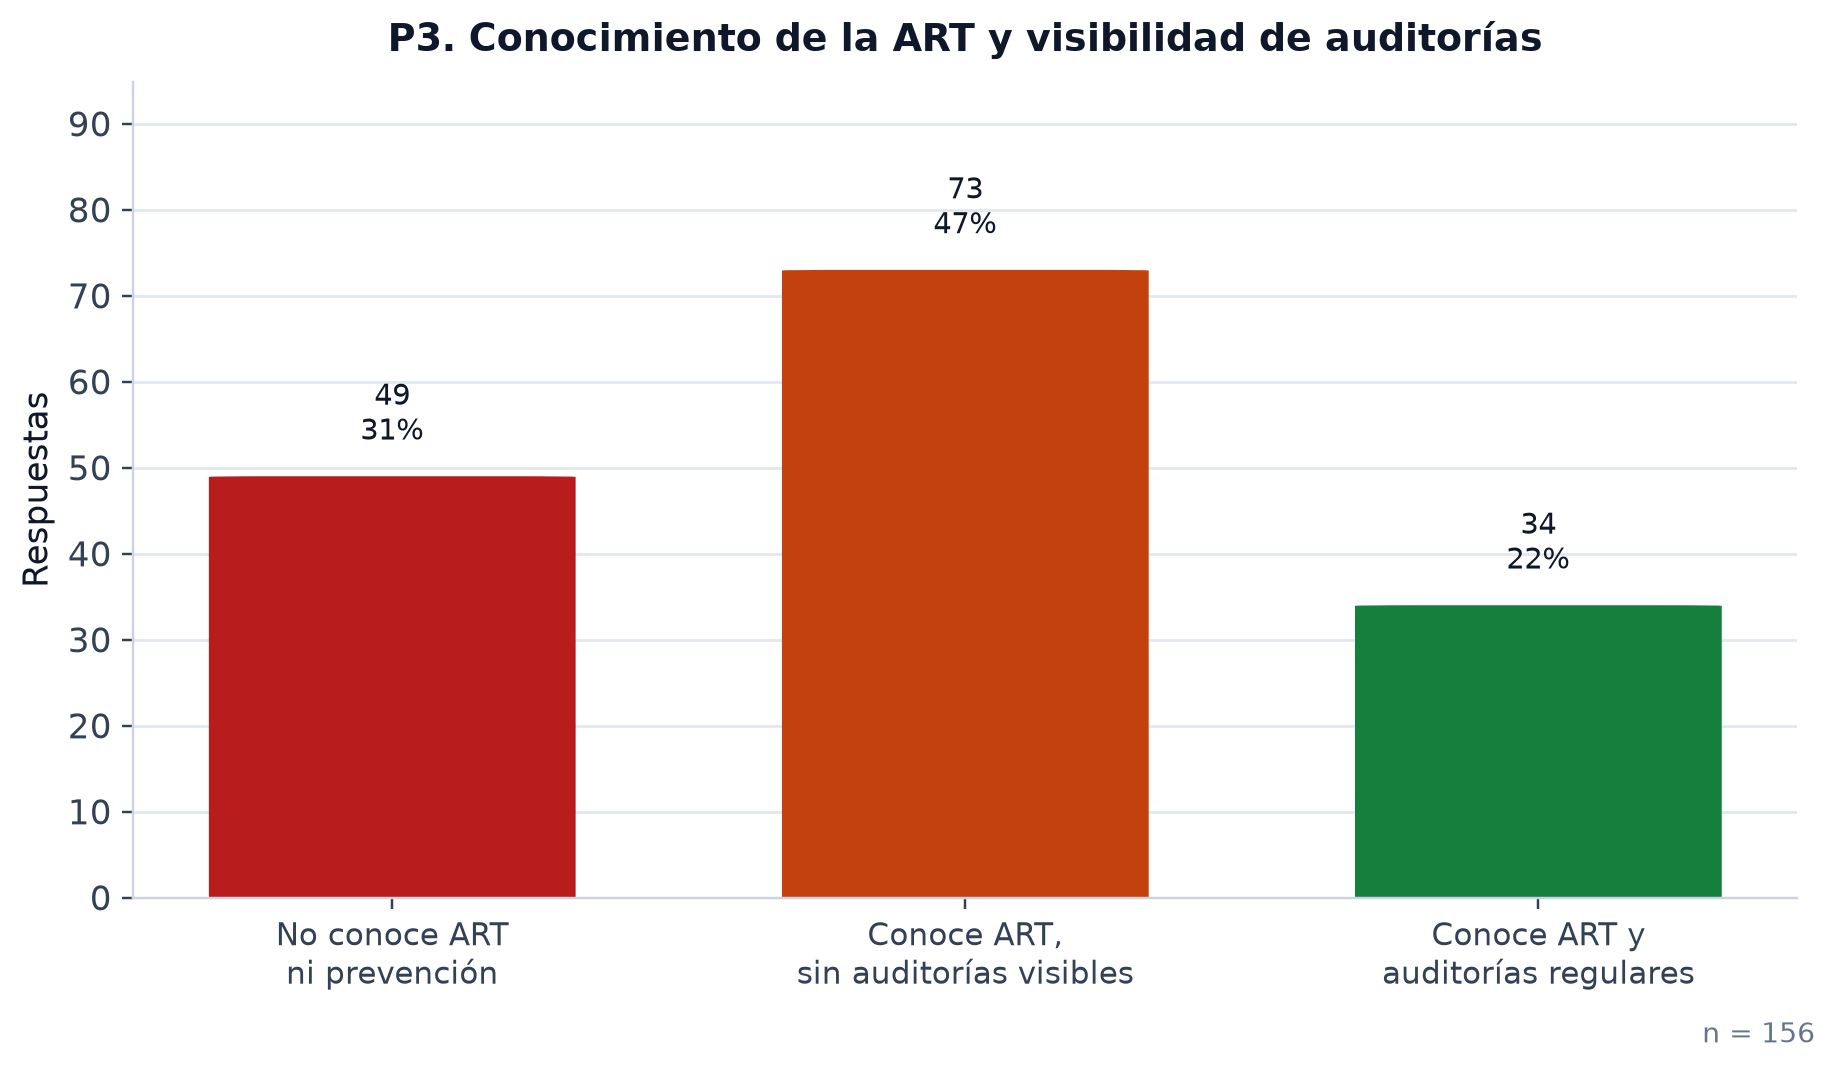 P3. Conocimiento de la ART y visibilidad de auditorías
Respuestas
90
80
70
60
50
40
30
20
10
0
49
31%
73
47%
34
22%
No conoce ART
ni prevención
Conoce ART,
sin auditorías visibles
Conoce ART y
auditorías regulares
n = 156